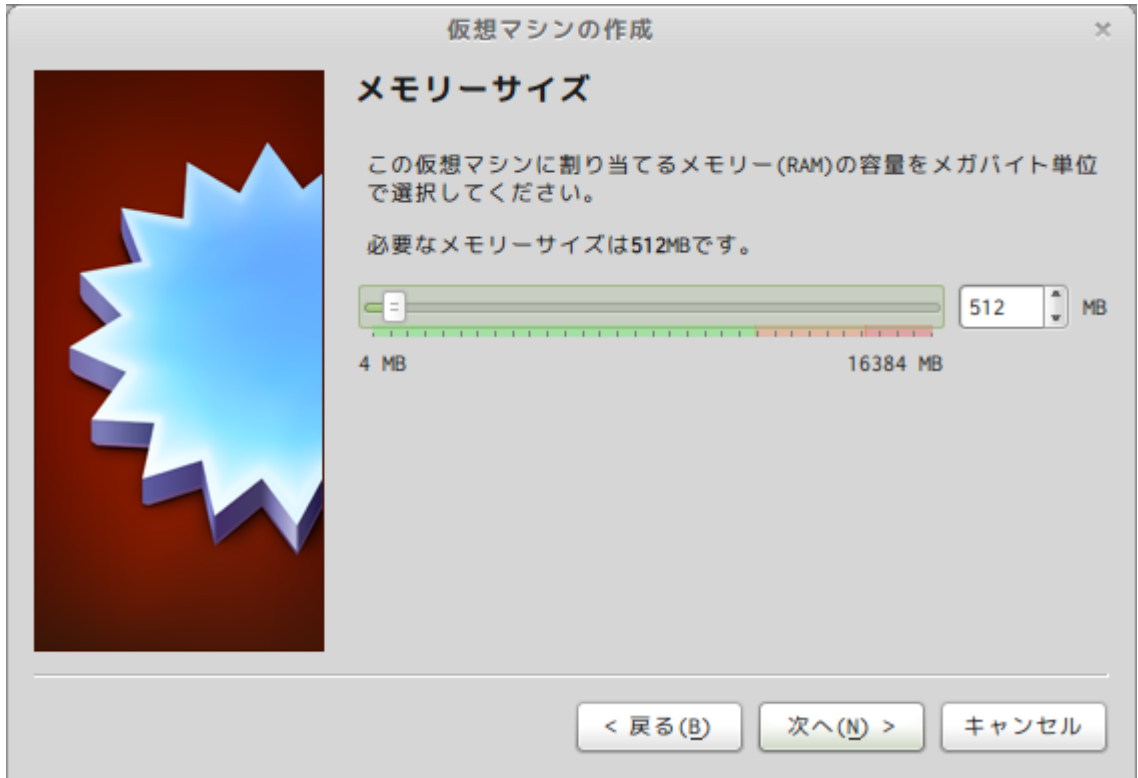 仮想マシンの作成
メモリーサイズ
この仮想マシンに割り当てるメモリー(RAM)の容量をメガバイト単位
で選択してください。
必要なメモリーサイズは512MBです。
512 MB
4 MB 16384 MB
< 戻る(B) 次へ(N) > キャンセル